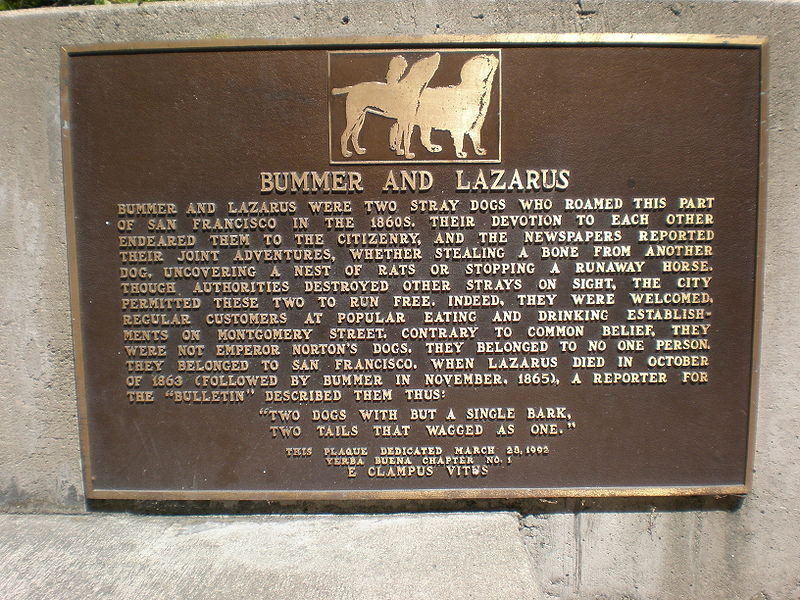 BUMMER AND LAZARUS
BUMMER AND LAZARUS WERE TWO STRAY DOGS WHO ROAMED THIS PART
OF SAN FRANCISCO IN THE 1860S. THEIR DEVOTION TO EACH OTHER
ENDEARED THEM TO THE CITIZENRY, AND THE NEWSPAPERS REPORTED
THEIR JOINT ADVENTURES, WHETHER STEALING A BONE FROM ANOTHER
DOG, UNCOVERING A NEST OF RATS OR STOPPING A RUNAWAY HORSE.
THOUGH AUTHORITIES DESTROYED OTHER STRAYS ON SIGHT, THE CITY
PERMITTED THESE TWO TO RUN FREE. INDEED, THEY WERE WELCOMED,
REGULAR CUSTOMERS AT POPULAR EATING AND DRINKING ESTABLISH-
MENTS ON MONTGOMERY STREET. CONTRARY TO COMMON BELIEF, THEY
WERE NOT EMPEROR NORTON'S DOGS. THEY BELONGED TO NO ONE PERSON.
THEY BELONGED TO SAN FRANCISCO. WHEN LAZARUS DIED IN OCTOBER
OF 1863 (FOLLOWED BY BUMMER IN NOVEMBER, 1865), A REPORTER FOR
THE "BULLETIN" DESCRIBED THEM THUS:
"TWO DOGS WITH BUT A SINGLE BARK,
TWO TAILS THAT WAGGED AS ONE."
THIS PLAQUE DEDICATED MARCH 28, 1992
YERBA BUENA CHAPTER NO. 1
E CLAMPUS VITUS